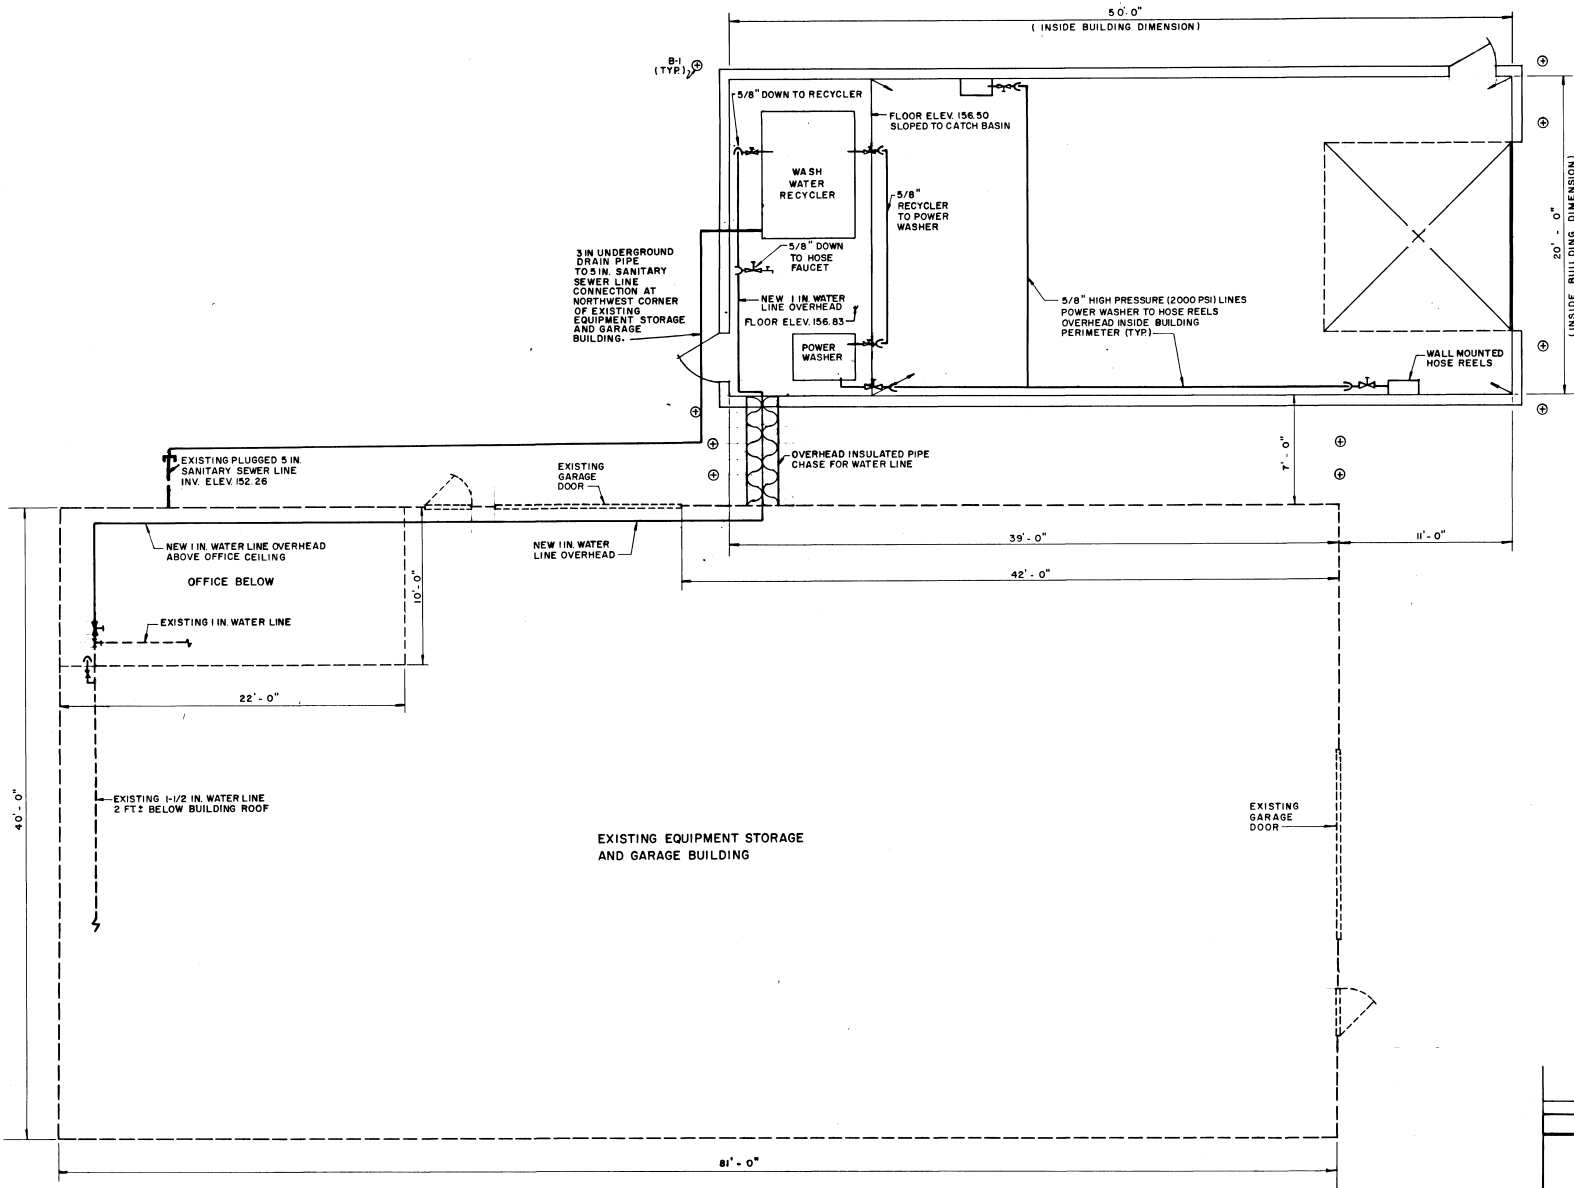 50'-0"
( INSIDE BUILDING DIMENSION )
B-1
(TYP.)
5/8" DOWN TO RECYCLER
FLOOR ELEV. 156.50
SLOPED TO CATCH BASIN
WASH
WATER
RECYCLER
5/8"
RECYCLER
TO POWER
WASHER
20'-0"
( INSIDE BUILDING DIMENSION )
3 IN UNDERGROUND
DRAIN PIPE
TO 5 IN. SANITARY
SEWER LINE
CONNECTION AT
NORTHWEST CORNER
OF EXISTING
EQUIPMENT STORAGE
AND GARAGE
BUILDING.
5/8" DOWN
TO HOSE
FAUCET
NEW 1 IN. WATER
LINE OVERHEAD
FLOOR ELEV. 156.83
5/8" HIGH PRESSURE (2000 PSI) LINES
POWER WASHER TO HOSE REELS
OVERHEAD INSIDE BUILDING
PERIMETER (TYP.)
POWER
WASHER
WALL MOUNTED
HOSE REELS
EXISTING PLUGGED 5 IN.
SANITARY SEWER LINE
INV. ELEV. 152.26
EXISTING
GARAGE
DOOR
OVERHEAD INSULATED PIPE
CHASE FOR WATER LINE
7'-0"
NEW 1 IN. WATER LINE OVERHEAD
ABOVE OFFICE CEILING
NEW 1 IN. WATER
LINE OVERHEAD
39'-0"
11'-0"
OFFICE BELOW
10'-0"
42'-0"
EXISTING 1 IN. WATER LINE
22'-0"
EXISTING 1-1/2 IN. WATER LINE
2 FT.± BELOW BUILDING ROOF
40'-0"
EXISTING EQUIPMENT STORAGE
AND GARAGE BUILDING
EXISTING
GARAGE
DOOR
81'-0"